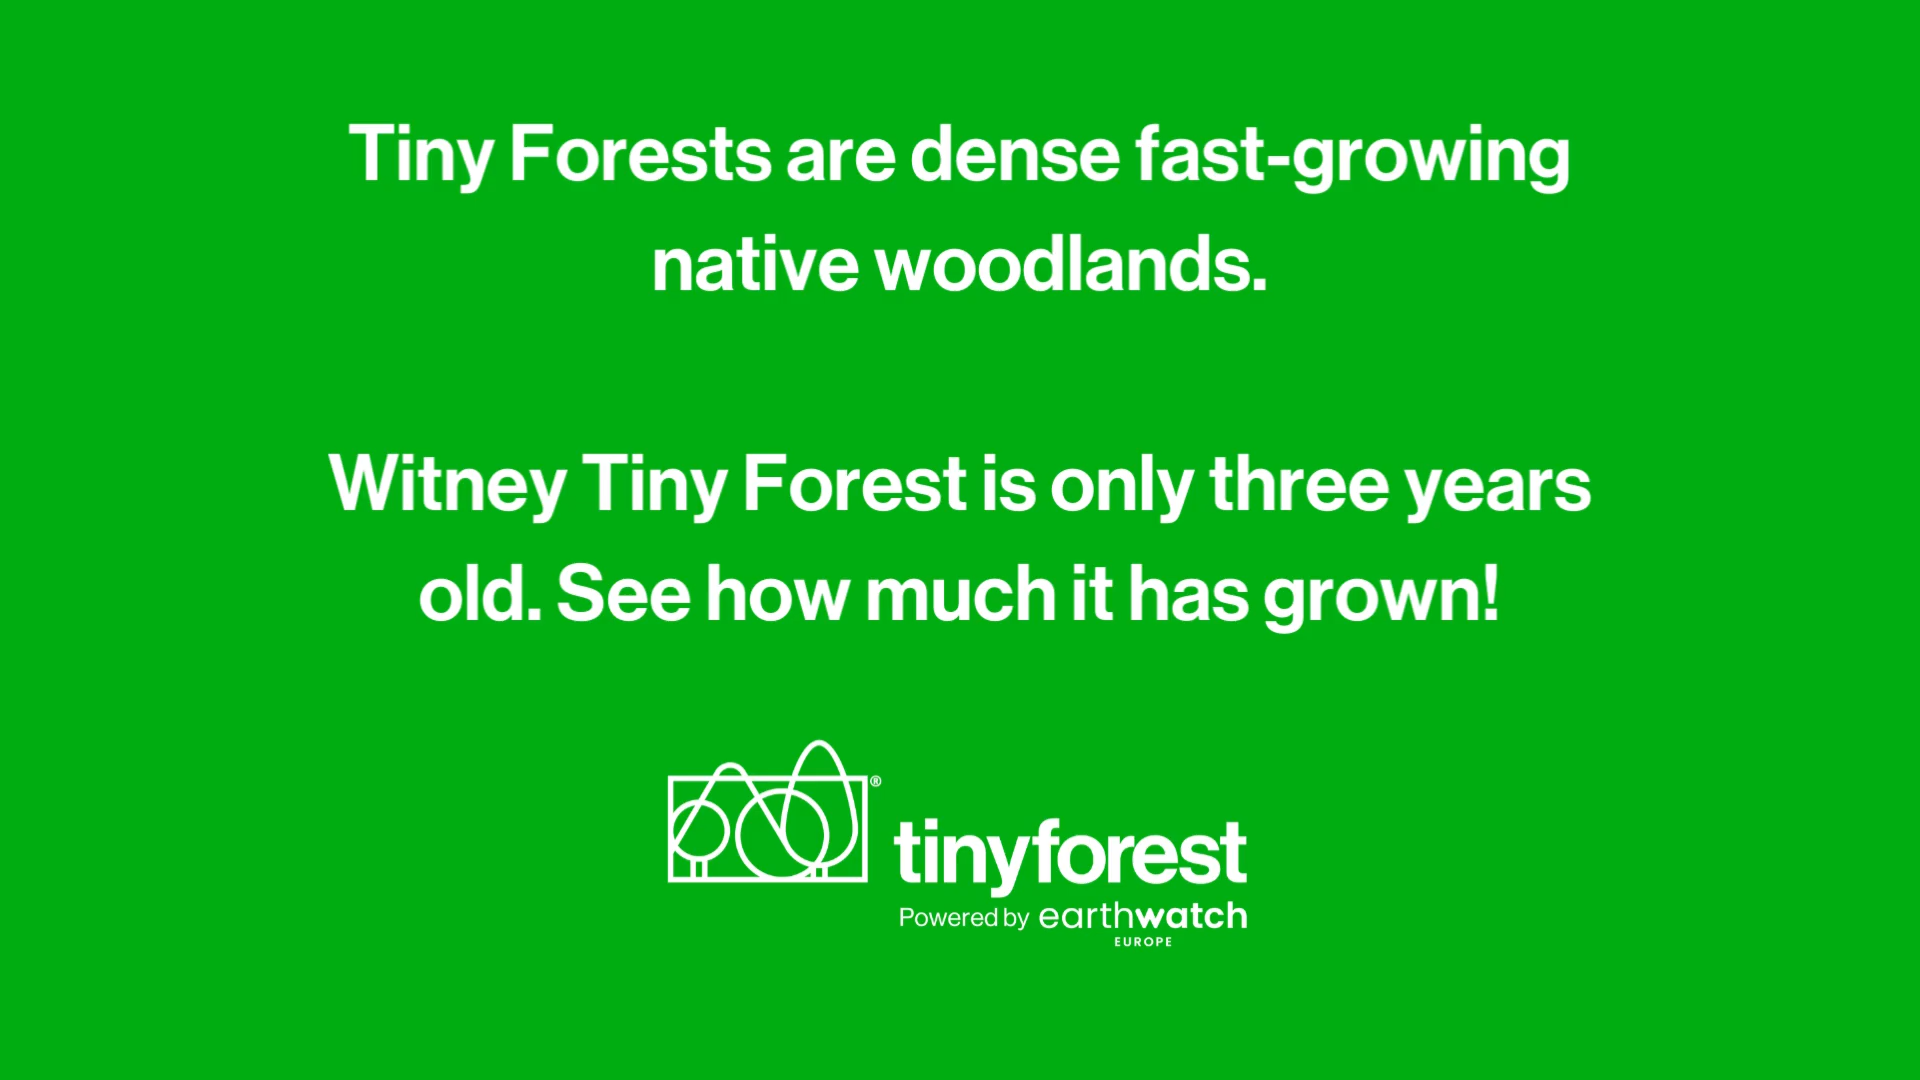 Tiny Forests are dense fast-growing
native woodlands.
Witney Tiny Forest is only three years
old. See how much it has grown!
®
tinyforest
Powered by earthwatch
EUROPE